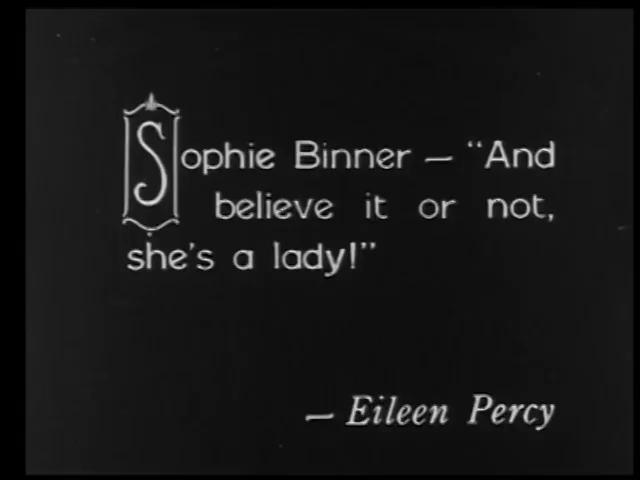 Sophie Binner — “And
believe it or not,
she's a lady!”
— Eileen Percy